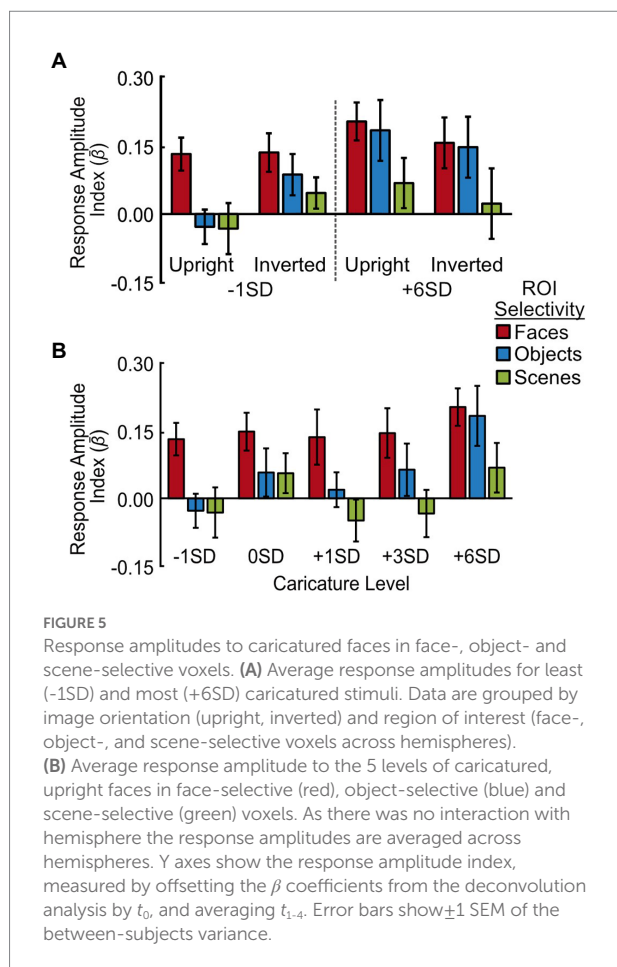 A
0.30
0.15
0.00
-0.15
Response Amplitude
Index (β̄)
Upright Inverted Upright Inverted
-1SD +6SD
ROI
Selectivity
Faces
Objects
Scenes
B
0.30
0.15
0.00
-0.15
Response Amplitude
Index (β̄)
-1SD 0SD +1SD +3SD +6SD
Caricature Level
FIGURE 5
Response amplitudes to caricatured faces in face-, object- and
scene-selective voxels. (A) Average response amplitudes for least
(-1SD) and most (+6SD) caricatured stimuli. Data are grouped by
image orientation (upright, inverted) and region of interest (face-,
object-, and scene-selective voxels across hemispheres).
(B) Average response amplitude to the 5 levels of caricatured,
upright faces in face-selective (red), object-selective (blue) and
scene-selective (green) voxels. As there was no interaction with
hemisphere the response amplitudes are averaged across
hemispheres. Y axes show the response amplitude index,
measured by offsetting the β coefficients from the deconvolution
analysis by t₀, and averaging t₁₋₄. Error bars show±1 SEM of the
between-subjects variance.